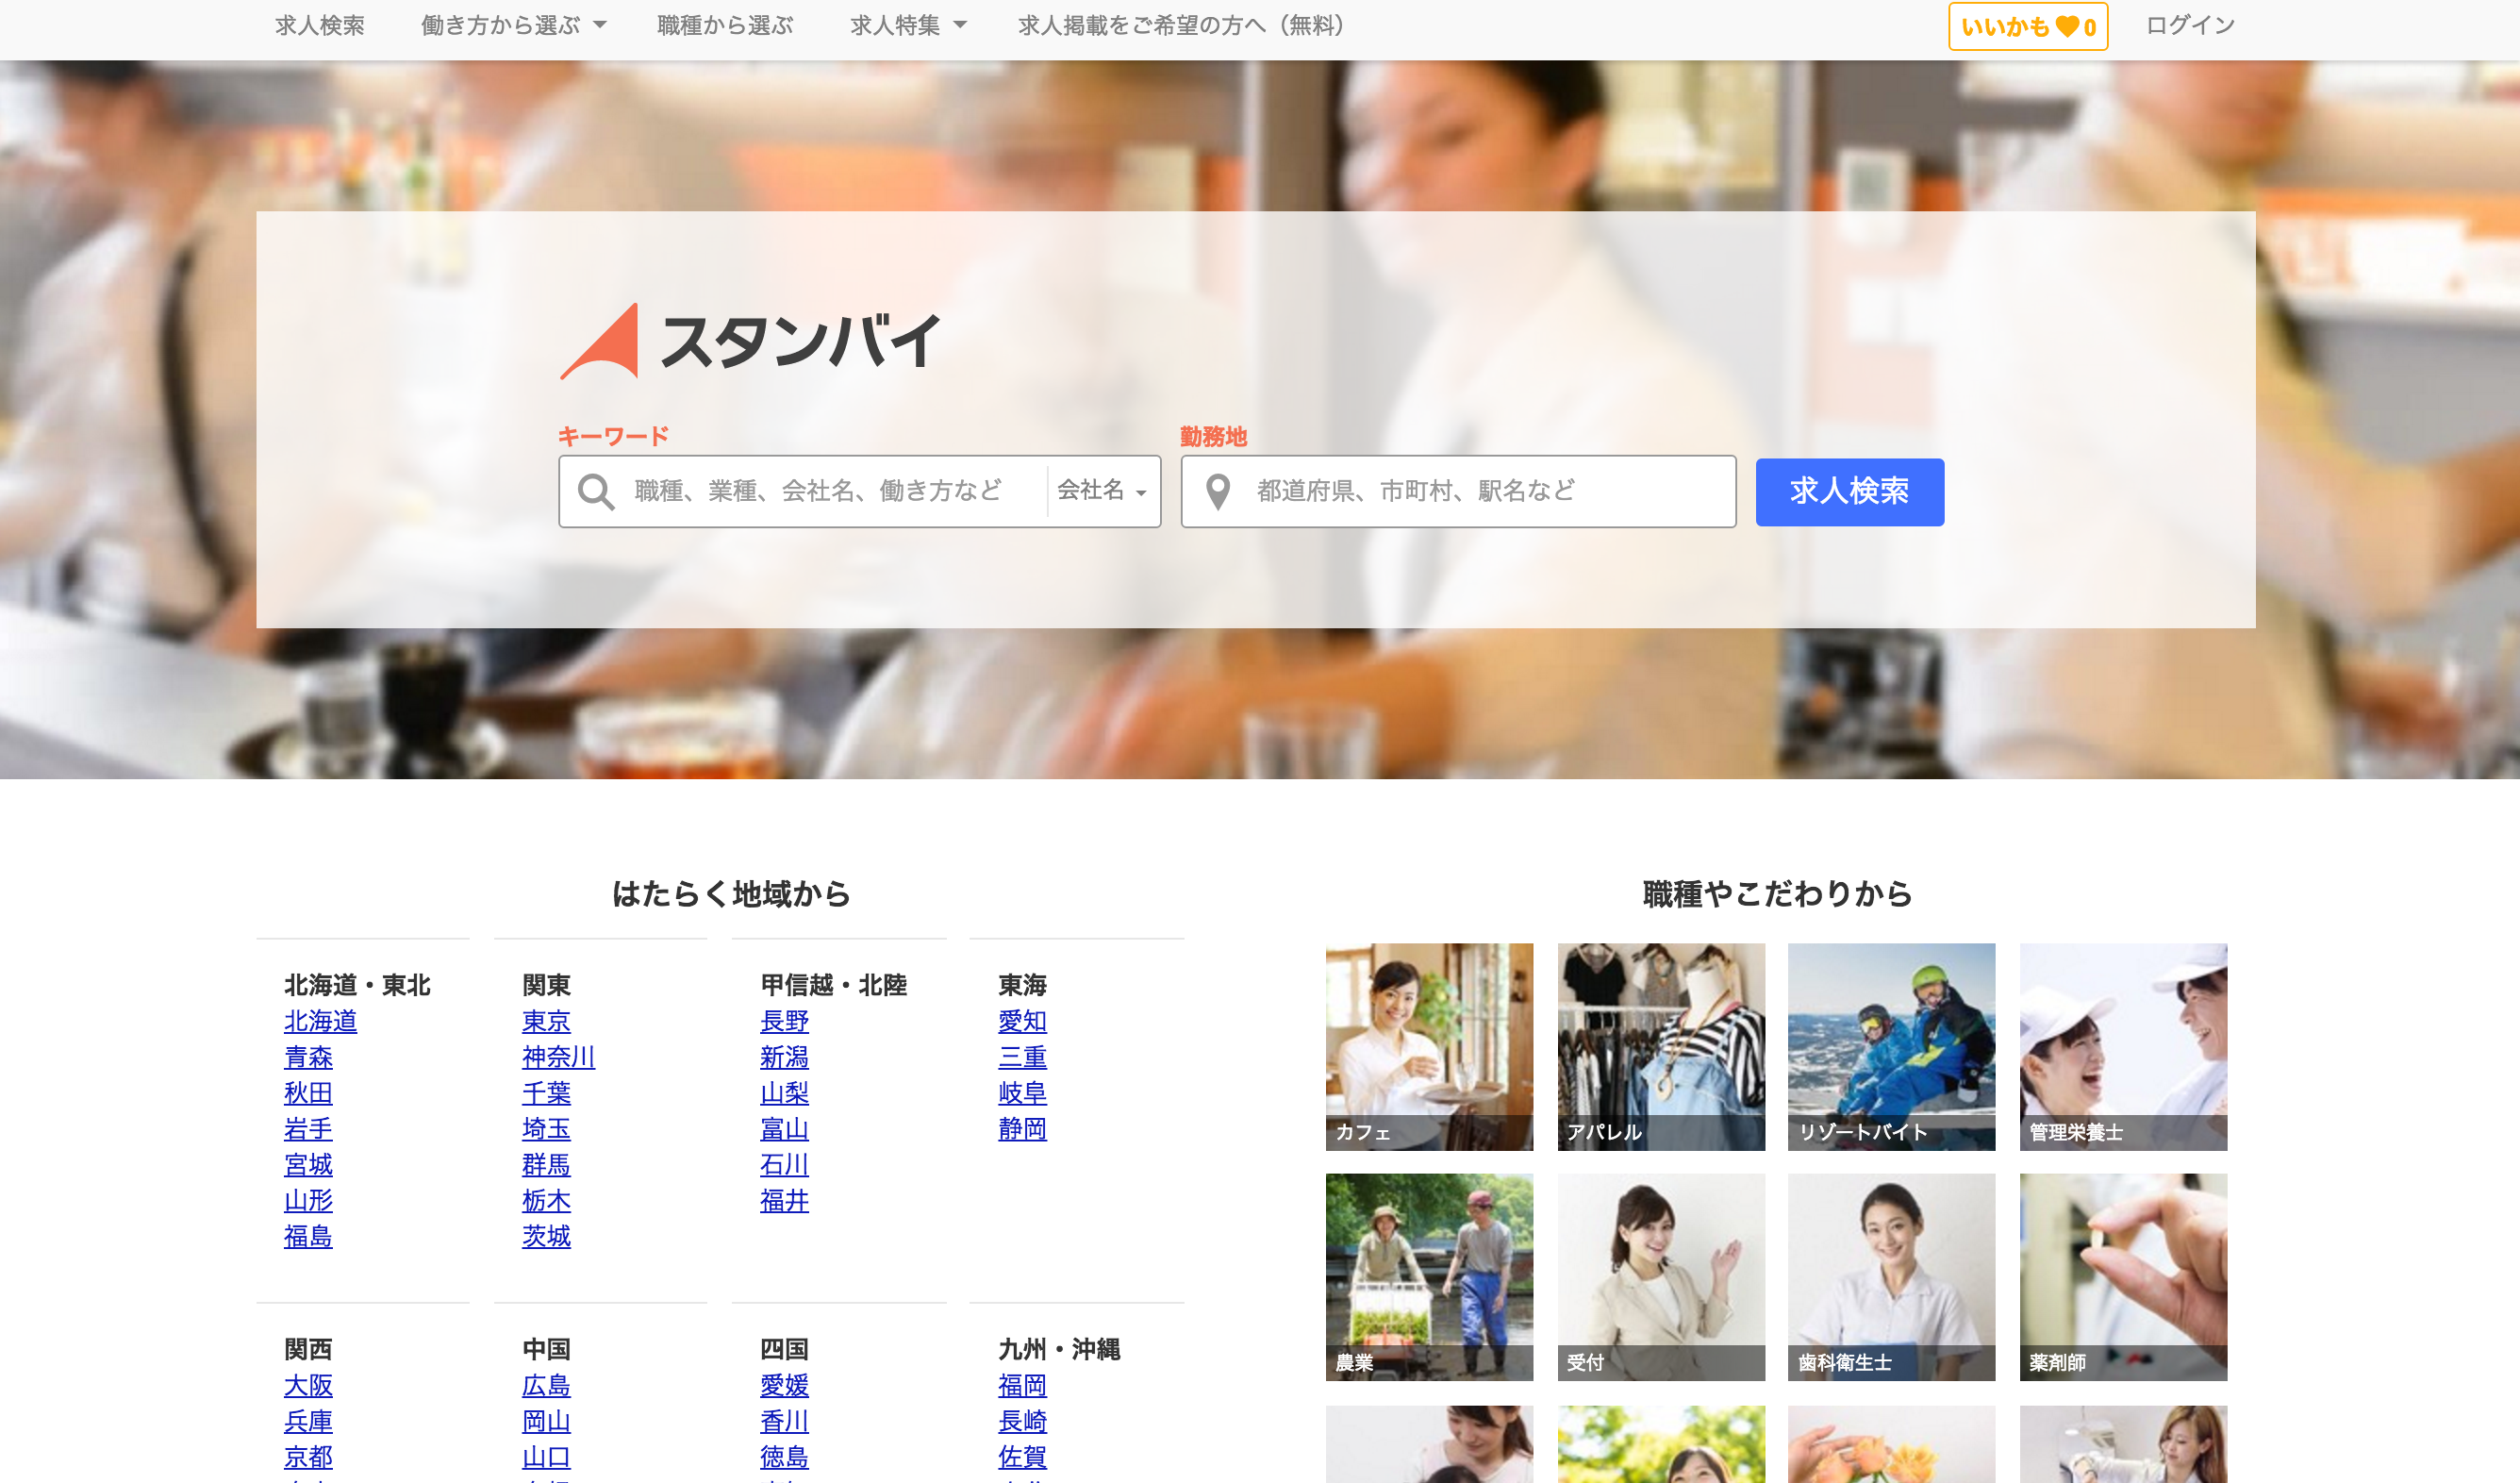 求人検索 働き方から選ぶ 職種から選ぶ 求人特集 求人掲載をご希望の方へ（無料） いいかも♥0 ログイン
スタンバイ
キーワード 勤務地
職種、業種、会社名、働き方など 会社名 都道府県、市町村、駅名など 求人検索
はたらく地域から
北海道・東北
北海道
青森
秋田
岩手
宮城
山形
福島
関東
東京
神奈川
千葉
埼玉
群馬
栃木
茨城
甲信越・北陸
長野
新潟
山梨
富山
石川
福井
東海
愛知
三重
岐阜
静岡
関西
大阪
兵庫
京都
中国
広島
岡山
山口
四国
愛媛
香川
徳島
九州・沖縄
福岡
長崎
佐賀
職種やこだわりから
カフェ
アパレル
リゾートバイト
管理栄養士
農業
受付
歯科衛生士
薬剤師